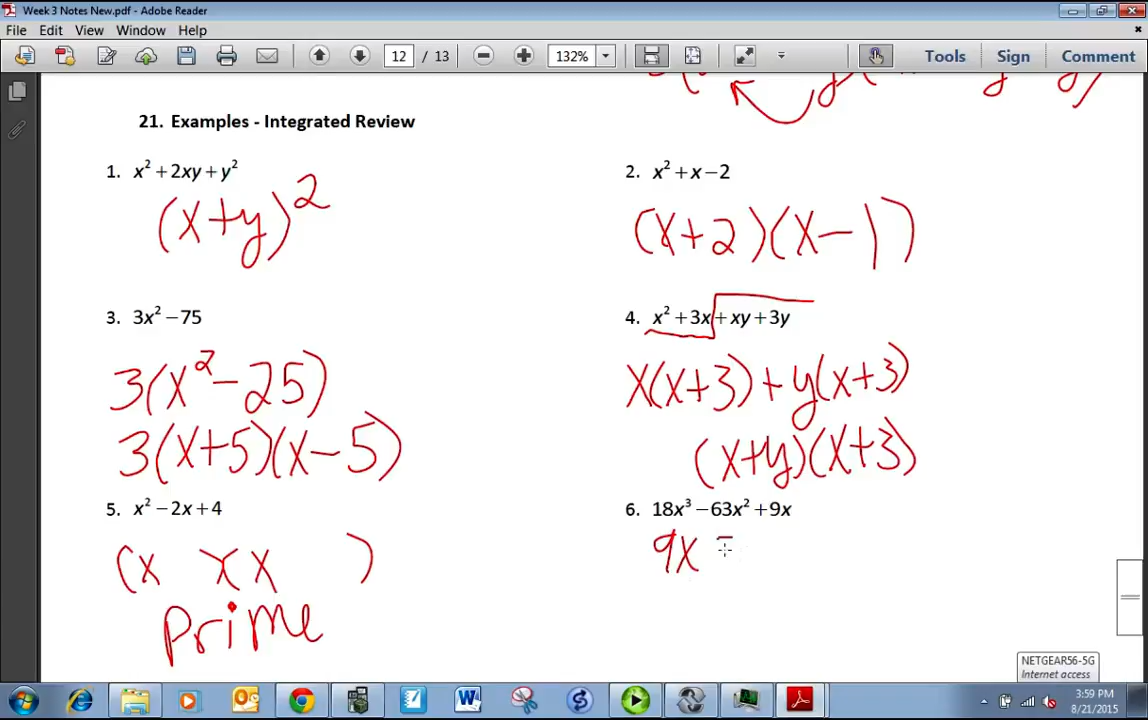 Week 3 Notes New.pdf - Adobe Reader
File Edit View Window Help
12 / 13 132% Tools Sign Comment
21. Examples - Integrated Review
1. x² + 2xy + y²
(x+y)²
2. x² + x − 2
(x+2)(x−1)
3. 3x² − 75
3(x²−25)
3(x+5)(x−5)
4. x² + 3x + xy + 3y
x(x+3)+y(x+3)
(x+y)(x+3)
5. x² − 2x + 4
(x )(x )
prime
6. 18x³ − 63x² + 9x
9x
NETGEAR56-5G
Internet access
3:59 PM
8/21/2015